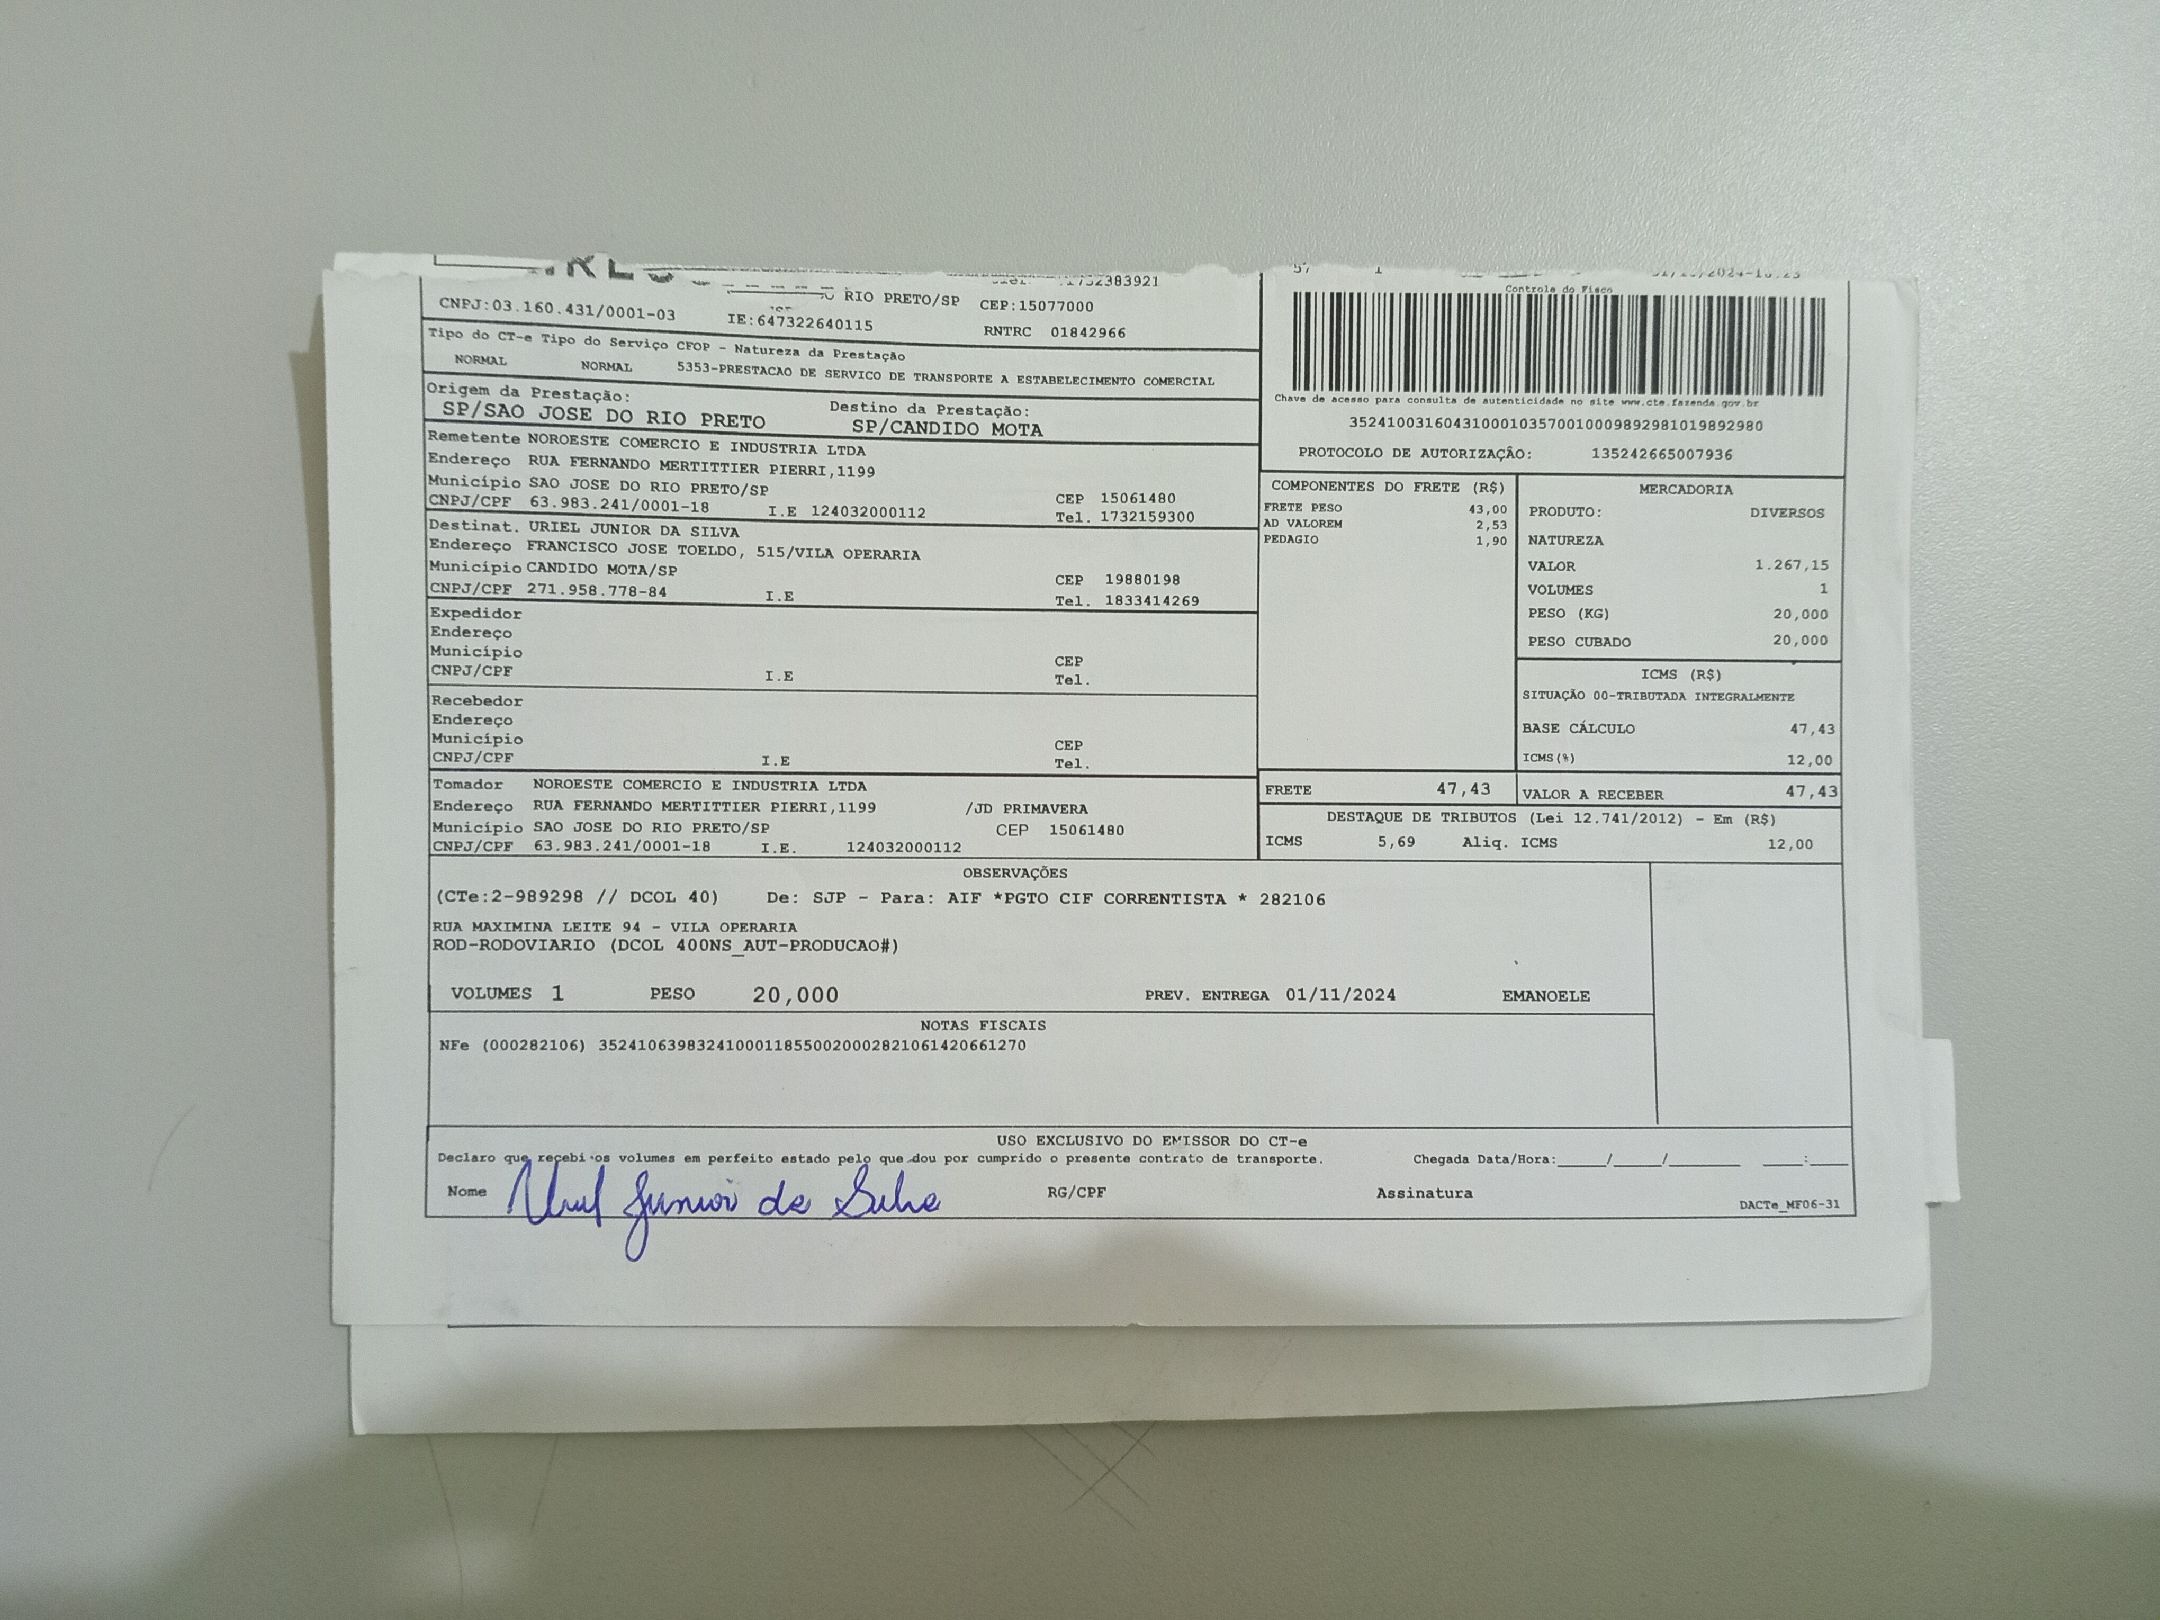 1732383921
RIO PRETO/SP CEP:15077000
CNPJ:03.160.431/0001-03 IE:647322640115 RNTRC 01842966
Tipo do CT-e Tipo do Serviço CFOP - Natureza da Prestação
NORMAL NORMAL 5353-PRESTACAO DE SERVICO DE TRANSPORTE A ESTABELECIMENTO COMERCIAL
Origem da Prestação: Destino da Prestação:
SP/SAO JOSE DO RIO PRETO SP/CANDIDO MOTA
Remetente NOROESTE COMERCIO E INDUSTRIA LTDA
Endereço RUA FERNANDO MERTITTIER PIERRI,1199
Município SAO JOSE DO RIO PRETO/SP CEP 15061480
CNPJ/CPF 63.983.241/0001-18 I.E 124032000112 Tel. 1732159300
Destinat. URIEL JUNIOR DA SILVA
Endereço FRANCISCO JOSE TOELDO, 515/VILA OPERARIA
Município CANDIDO MOTA/SP CEP 19880198
CNPJ/CPF 271.958.778-84 I.E Tel. 1833414269
Expedidor
Endereço
Município CEP
CNPJ/CPF I.E Tel.
Recebedor
Endereço
Município CEP
CNPJ/CPF I.E Tel.
Tomador NOROESTE COMERCIO E INDUSTRIA LTDA
Endereço RUA FERNANDO MERTITTIER PIERRI,1199 /JD PRIMAVERA
Município SAO JOSE DO RIO PRETO/SP CEP 15061480
CNPJ/CPF 63.983.241/0001-18 I.E. 124032000112
57 1
Controle do Fisco
Chave de acesso para consulta de autenticidade no site www.cte.fazenda.gov.br
35241003160431000103570010009892981019892980
PROTOCOLO DE AUTORIZAÇÃO: 135242665007936
COMPONENTES DO FRETE (R$)
FRETE PESO 43,00
AD VALOREM 2,53
PEDAGIO 1,90
MERCADORIA
PRODUTO: DIVERSOS
NATUREZA
VALOR 1.267,15
VOLUMES 1
PESO (KG) 20,000
PESO CUBADO 20,000
ICMS (R$)
SITUAÇÃO 00-TRIBUTADA INTEGRALMENTE
BASE CÁLCULO 47,43
ICMS(%) 12,00
FRETE 47,43 VALOR A RECEBER 47,43
DESTAQUE DE TRIBUTOS (Lei 12.741/2012) - Em (R$)
ICMS 5,69 Aliq. ICMS 12,00
OBSERVAÇÕES
(CTe:2-989298 // DCOL 40) De: SJP - Para: AIF *PGTO CIF CORRENTISTA * 282106
RUA MAXIMINA LEITE 94 - VILA OPERARIA
ROD-RODOVIARIO (DCOL 400NS_AUT-PRODUCAO#)
VOLUMES 1 PESO 20,000 PREV. ENTREGA 01/11/2024 EMANOELE
NOTAS FISCAIS
NFe (000282106) 35241063983241000118550020002821061420661270
USO EXCLUSIVO DO EMISSOR DO CT-e
Declaro que recebi os volumes em perfeito estado pelo que dou por cumprido o presente contrato de transporte. Chegada Data/Hora:____/____/______ ____:____
Nome Uriel Junior da Silva RG/CPF Assinatura
DACTe_MF06-31